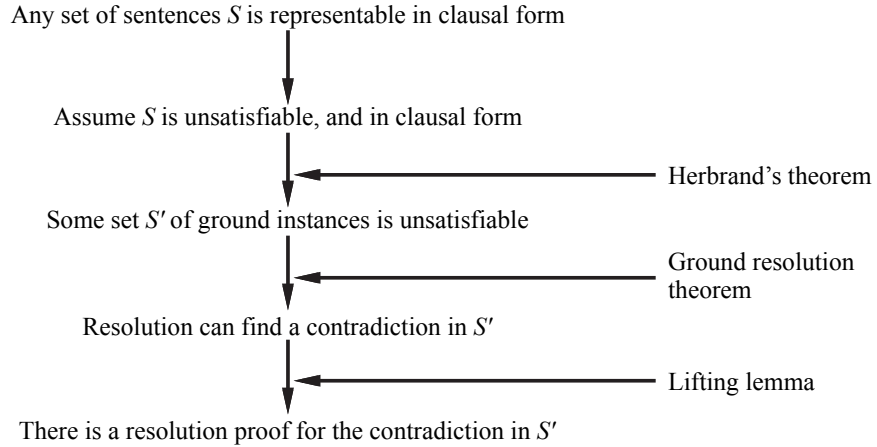 Any set of sentences S is representable in clausal form
Assume S is unsatisfiable, and in clausal form
Herbrand’s theorem
Some set S′ of ground instances is unsatisfiable
Ground resolution
theorem
Resolution can find a contradiction in S′
Lifting lemma
There is a resolution proof for the contradiction in S′